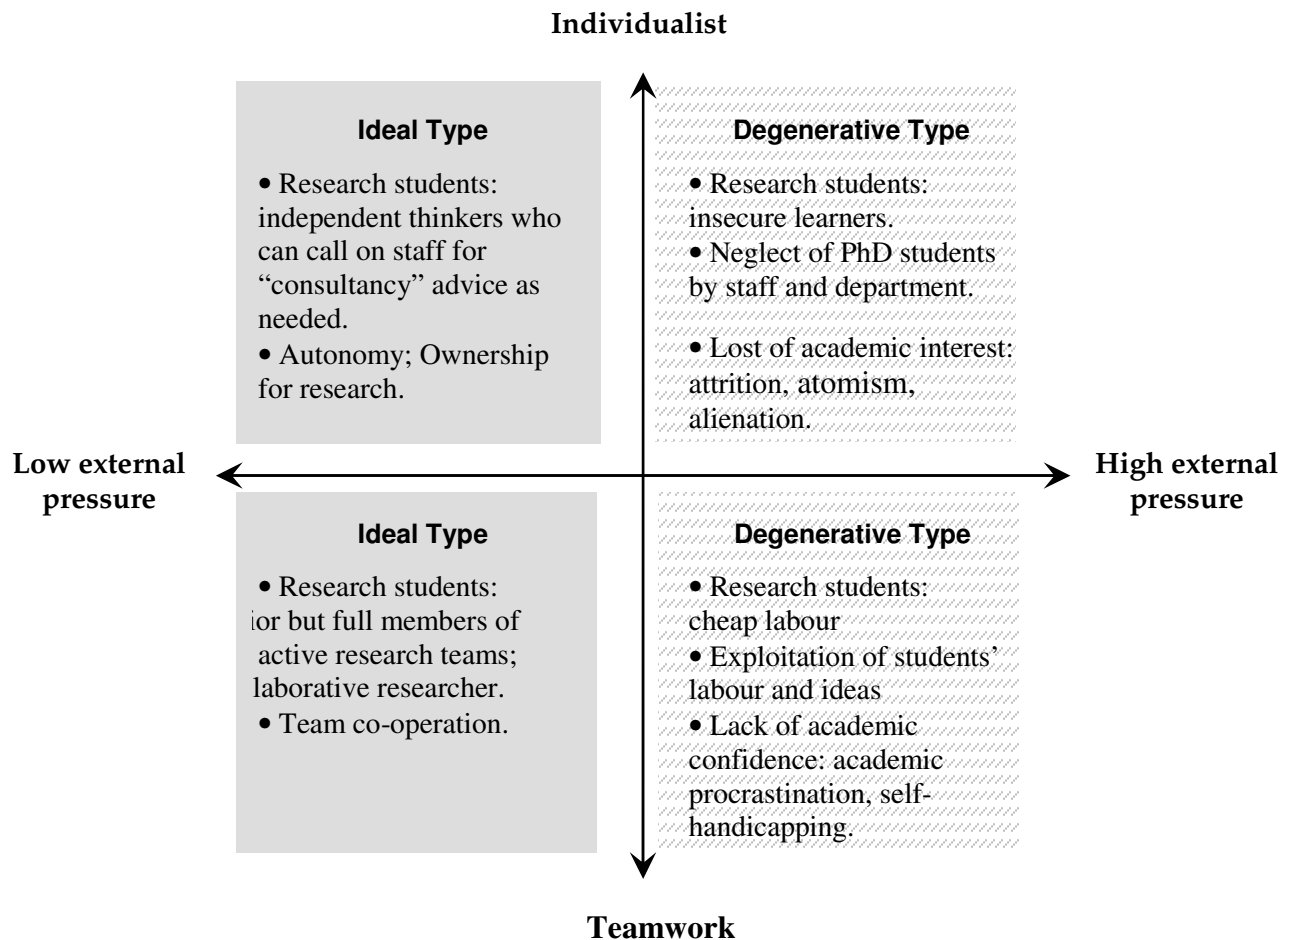 Individualist
Ideal Type
• Research students:
independent thinkers who
can call on staff for
“consultancy” advice as
needed.
• Autonomy; Ownership
for research.
Degenerative Type
• Research students:
insecure learners.
• Neglect of PhD students
by staff and department.
• Lost of academic interest:
attrition, atomism,
alienation.
Low external
pressure
High external
pressure
Ideal Type
• Research students:
ior but full members of
active research teams;
laborative researcher.
• Team co-operation.
Degenerative Type
• Research students:
cheap labour
• Exploitation of students’
labour and ideas
• Lack of academic
confidence: academic
procrastination, self-
handicapping.
Teamwork